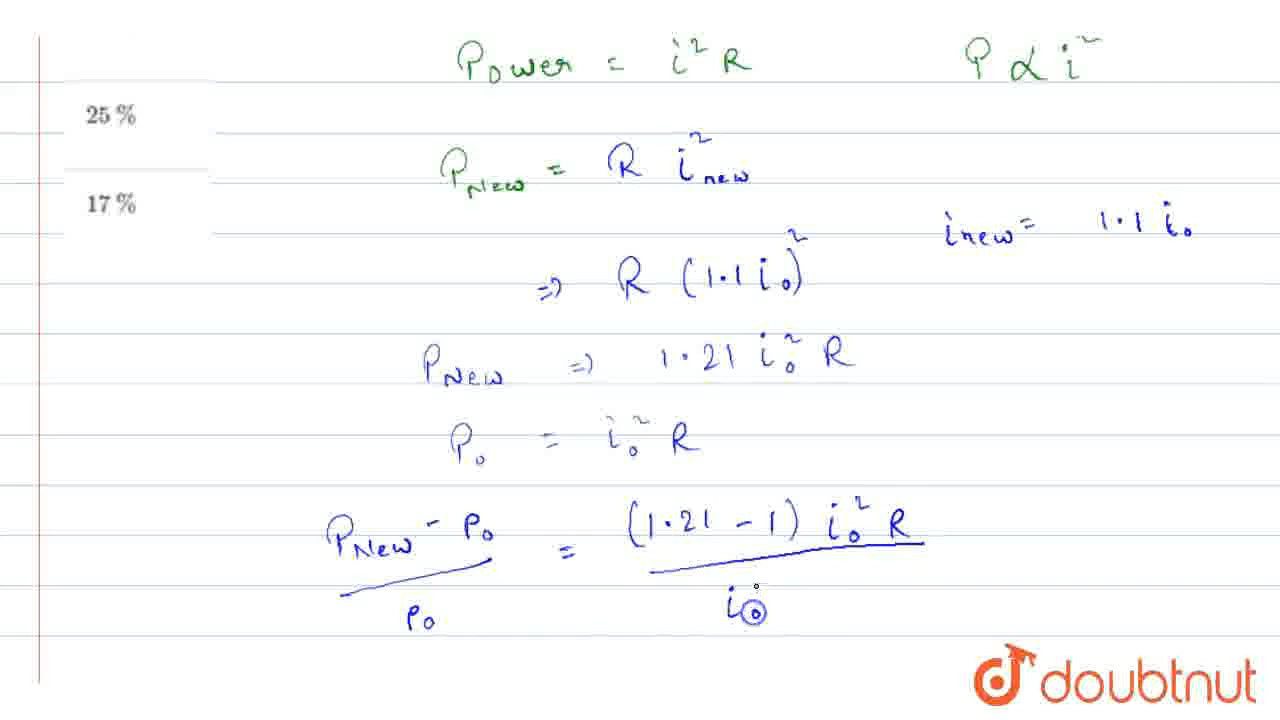 Power = i² R P ∝ i²
25 %
P_New = R i²_new
17 %
i_new = 1.1 i₀
=> R (1.1 i₀)²
P_New => 1.21 i₀² R
P₀ = i₀² R
P_New - P₀ = (1.21 - 1) i₀² R
P₀ i₀
doubtnut